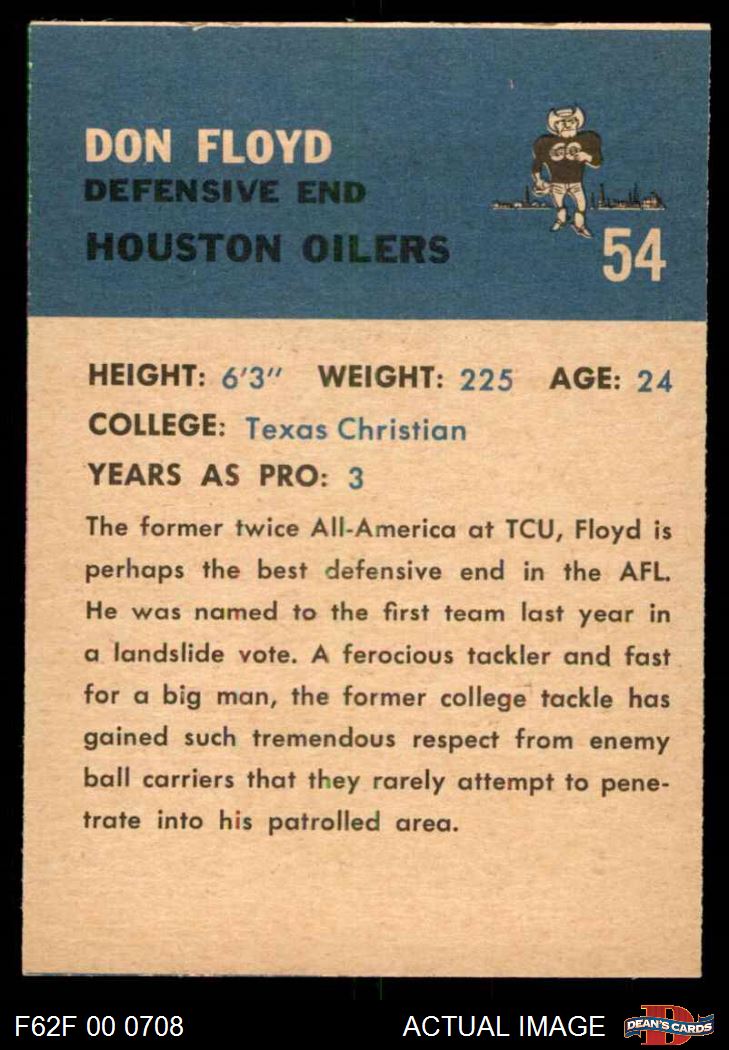 DON FLOYD
DEFENSIVE END
HOUSTON OILERS
54
HEIGHT: 6'3" WEIGHT: 225 AGE: 24
COLLEGE: Texas Christian
YEARS AS PRO: 3
The former twice All-America at TCU, Floyd is
perhaps the best defensive end in the AFL.
He was named to the first team last year in
a landslide vote. A ferocious tackler and fast
for a big man, the former college tackle has
gained such tremendous respect from enemy
ball carriers that they rarely attempt to pene-
trate into his patrolled area.
F62F 00 0708 ACTUAL IMAGE D DEAN'S CARDS